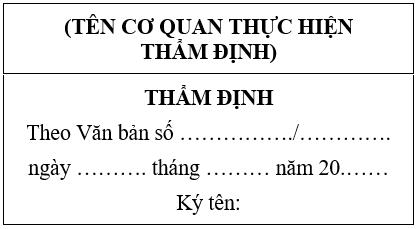 (TÊN CƠ QUAN THỰC HIỆN
THẨM ĐỊNH)
THẨM ĐỊNH
Theo Văn bản số ……………./………….
ngày ………. tháng ……… năm 20.……
Ký tên: